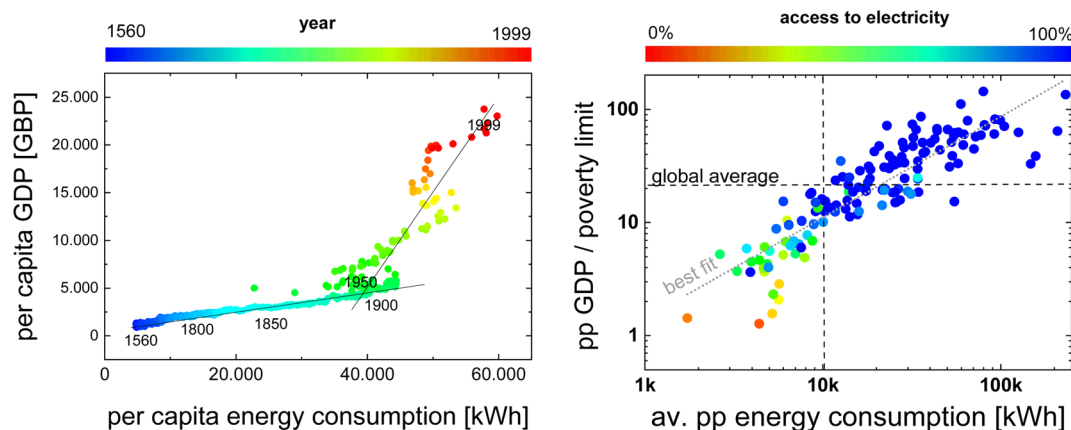 year
1560
1999
25.000
20.000
15.000
10.000
5.000
0
per capita GDP [GBP]
1999
1950
1900
1850
1800
1560
0
20.000
40.000
60.000
per capita energy consumption [kWh]
access to electricity
0%
100%
100
10
1
pp GDP / poverty limit
global average
best fit
1k
10k
100k
av. pp energy consumption [kWh]